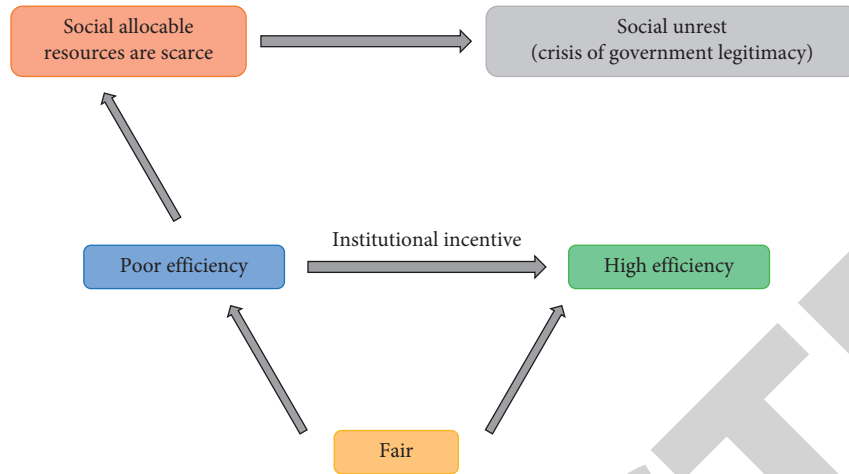 Social allocable
resources are scarce
Social unrest
(crisis of government legitimacy)
Institutional incentive
Poor efficiency
High efficiency
Fair